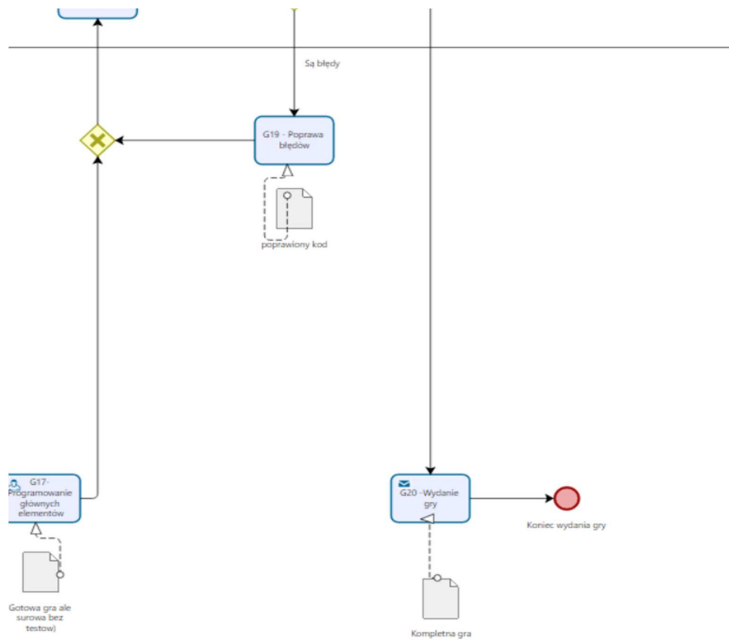 Są błędy
G19 - Poprawa
błędów
poprawiony kod
G17-
Programowanie
głównych
elementów
G20 -Wydanie
gry
Koniec wydania gry
Gotowa gra ale
surowa bez
testow)
Kompletna gra